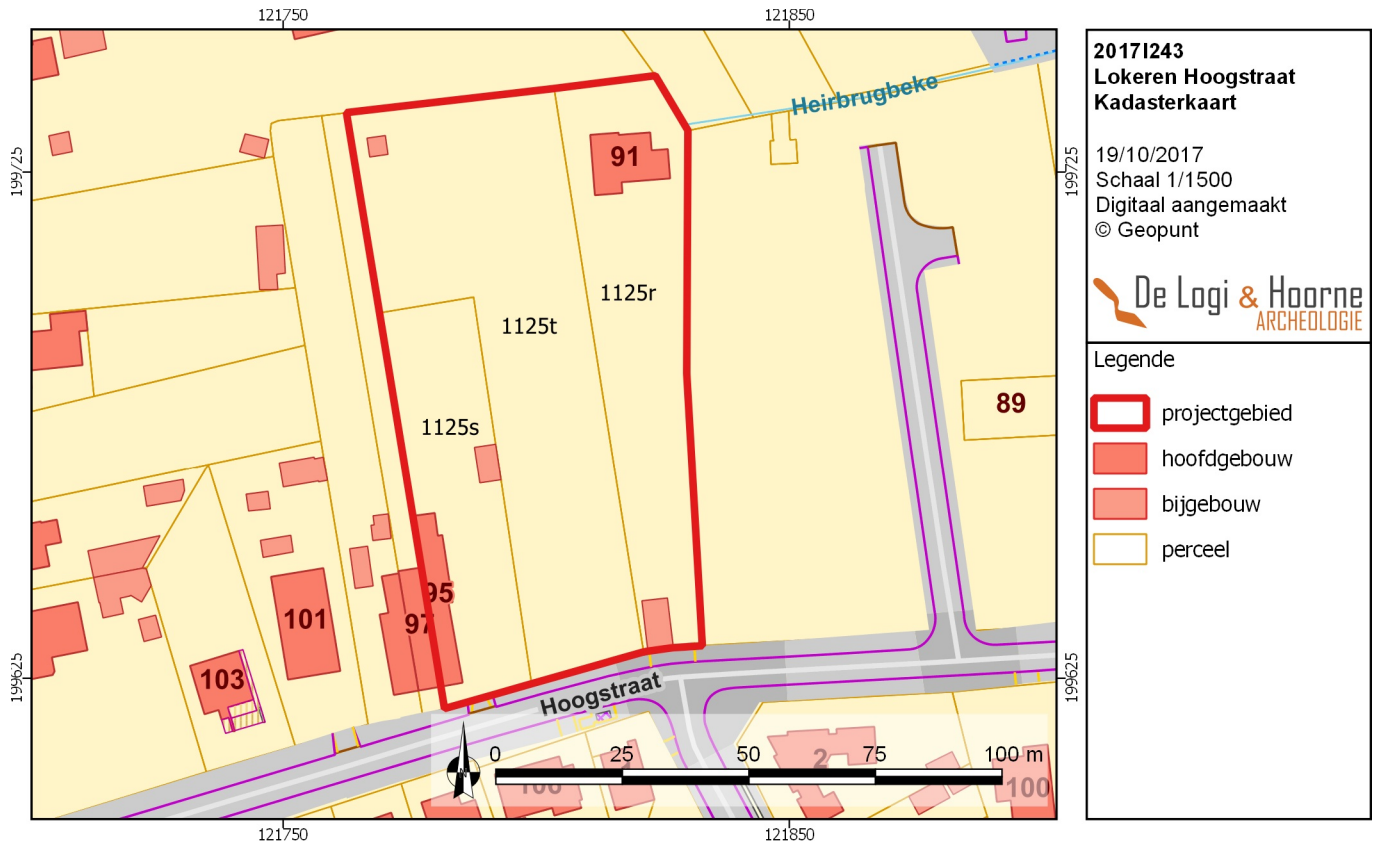 121750
121850
199725
199725
Heirbrugbeke
91
1125r
1125t
1125s
89
95
97
101
103
Hoogstraat
199625
199625
0 25 50 75 100 m
2
100
121750
121850
2017I243
Lokeren Hoogstraat
Kadasterkaart
19/10/2017
Schaal 1/1500
Digitaal aangemaakt
© Geopunt
De Logi & Hoorne
ARCHEOLOGIE
Legende
projectgebied
hoofdgebouw
bijgebouw
perceel